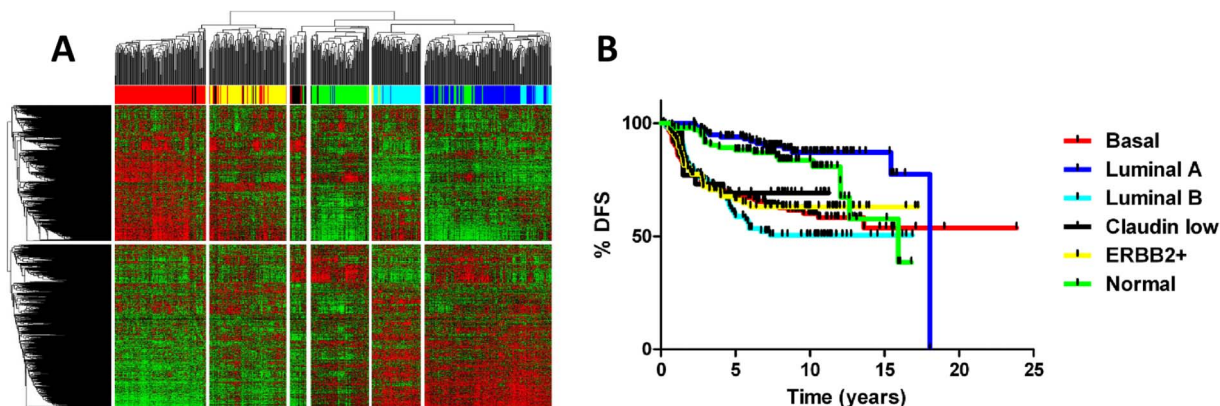 A
B
% DFS
100
50
0
0 5 10 15 20 25
Time (years)
Basal
Luminal A
Luminal B
Claudin low
ERBB2+
Normal